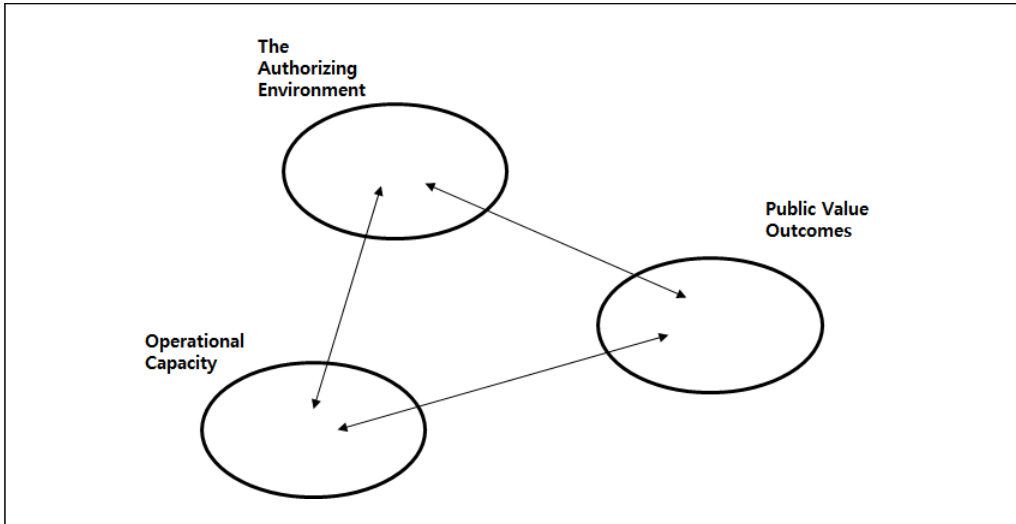 The
Authorizing
Environment
Public Value
Outcomes
Operational
Capacity